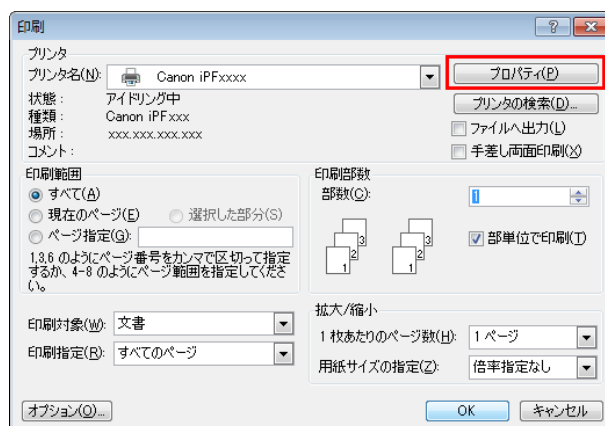 印刷
プリンタ
プリンタ名(N): Canon iPFxxxx プロパティ(P)
状態: アイドリング中 プリンタの検索(D)...
種類: Canon iPFxxx ファイルへ出力(L)
場所: xxx.xxx.xxx.xxx
コメント: 手差し両面印刷(X)
印刷範囲
すべて(A)
現在のページ(E) 選択した部分(S)
ページ指定(G):
1,3,6 のようにページ番号をカンマで区切って指定
するか、4-8 のようにページ範囲を指定してくださ
い。
印刷部数
部数(C): 1
3 3
2 2
1 1
部単位で印刷(T)
印刷対象(W): 文書
印刷指定(R): すべてのページ
拡大/縮小
1 枚あたりのページ数(H): 1 ページ
用紙サイズの指定(Z): 倍率指定なし
オプション(O)... OK キャンセル